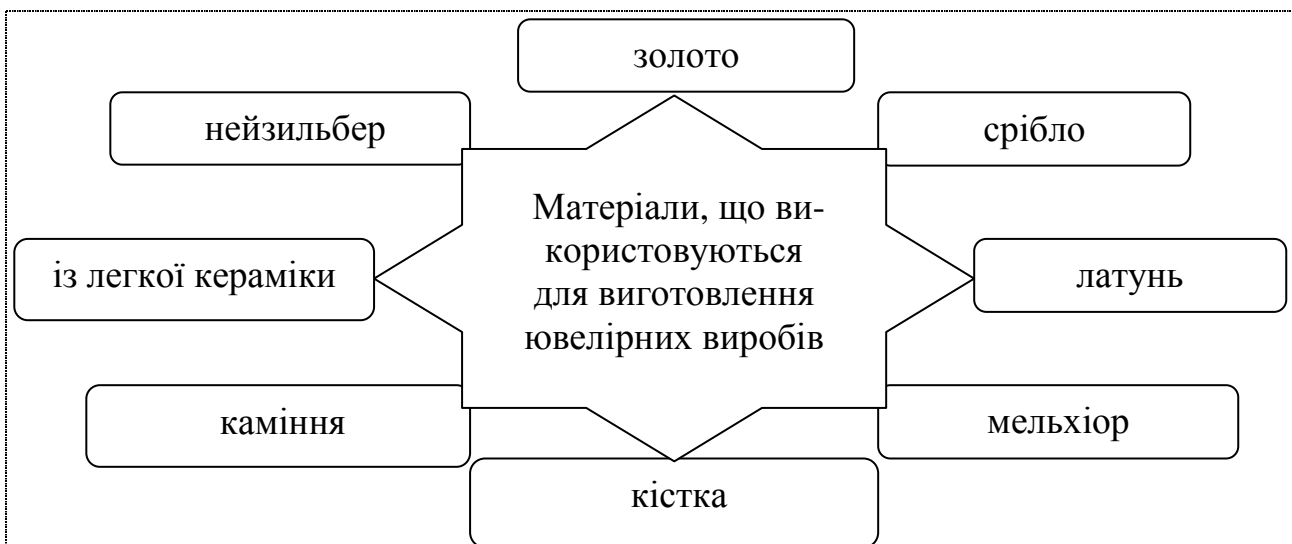 золото
нейзильбер
срібло
Матеріали, що ви-
користовуються
для виготовлення
ювелірних виробів
із легкої кераміки
латунь
каміння
мельхіор
кістка